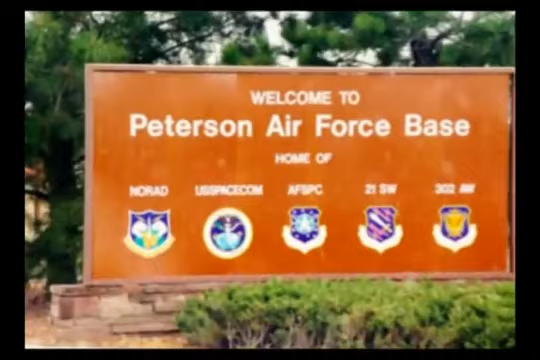 WELCOME TO
Peterson Air Force Base
HOME OF
NORAD USSPACECOM AFSPC 21 SW 302 AW